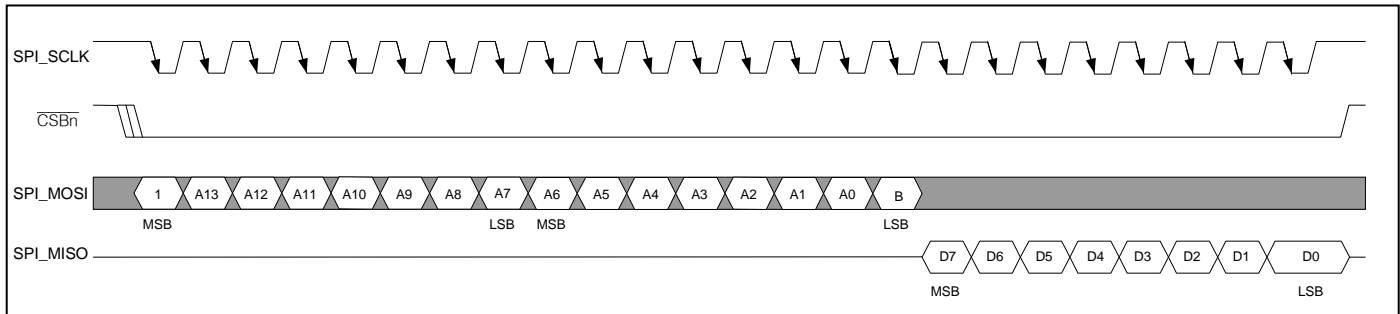 SPI_SCLK
CSBn
SPI_MOSI 1 A13 A12 A11 A10 A9 A8 A7 A6 A5 A4 A3 A2 A1 A0 B
MSB LSB MSB LSB
SPI_MISO D7 D6 D5 D4 D3 D2 D1 D0
MSB LSB